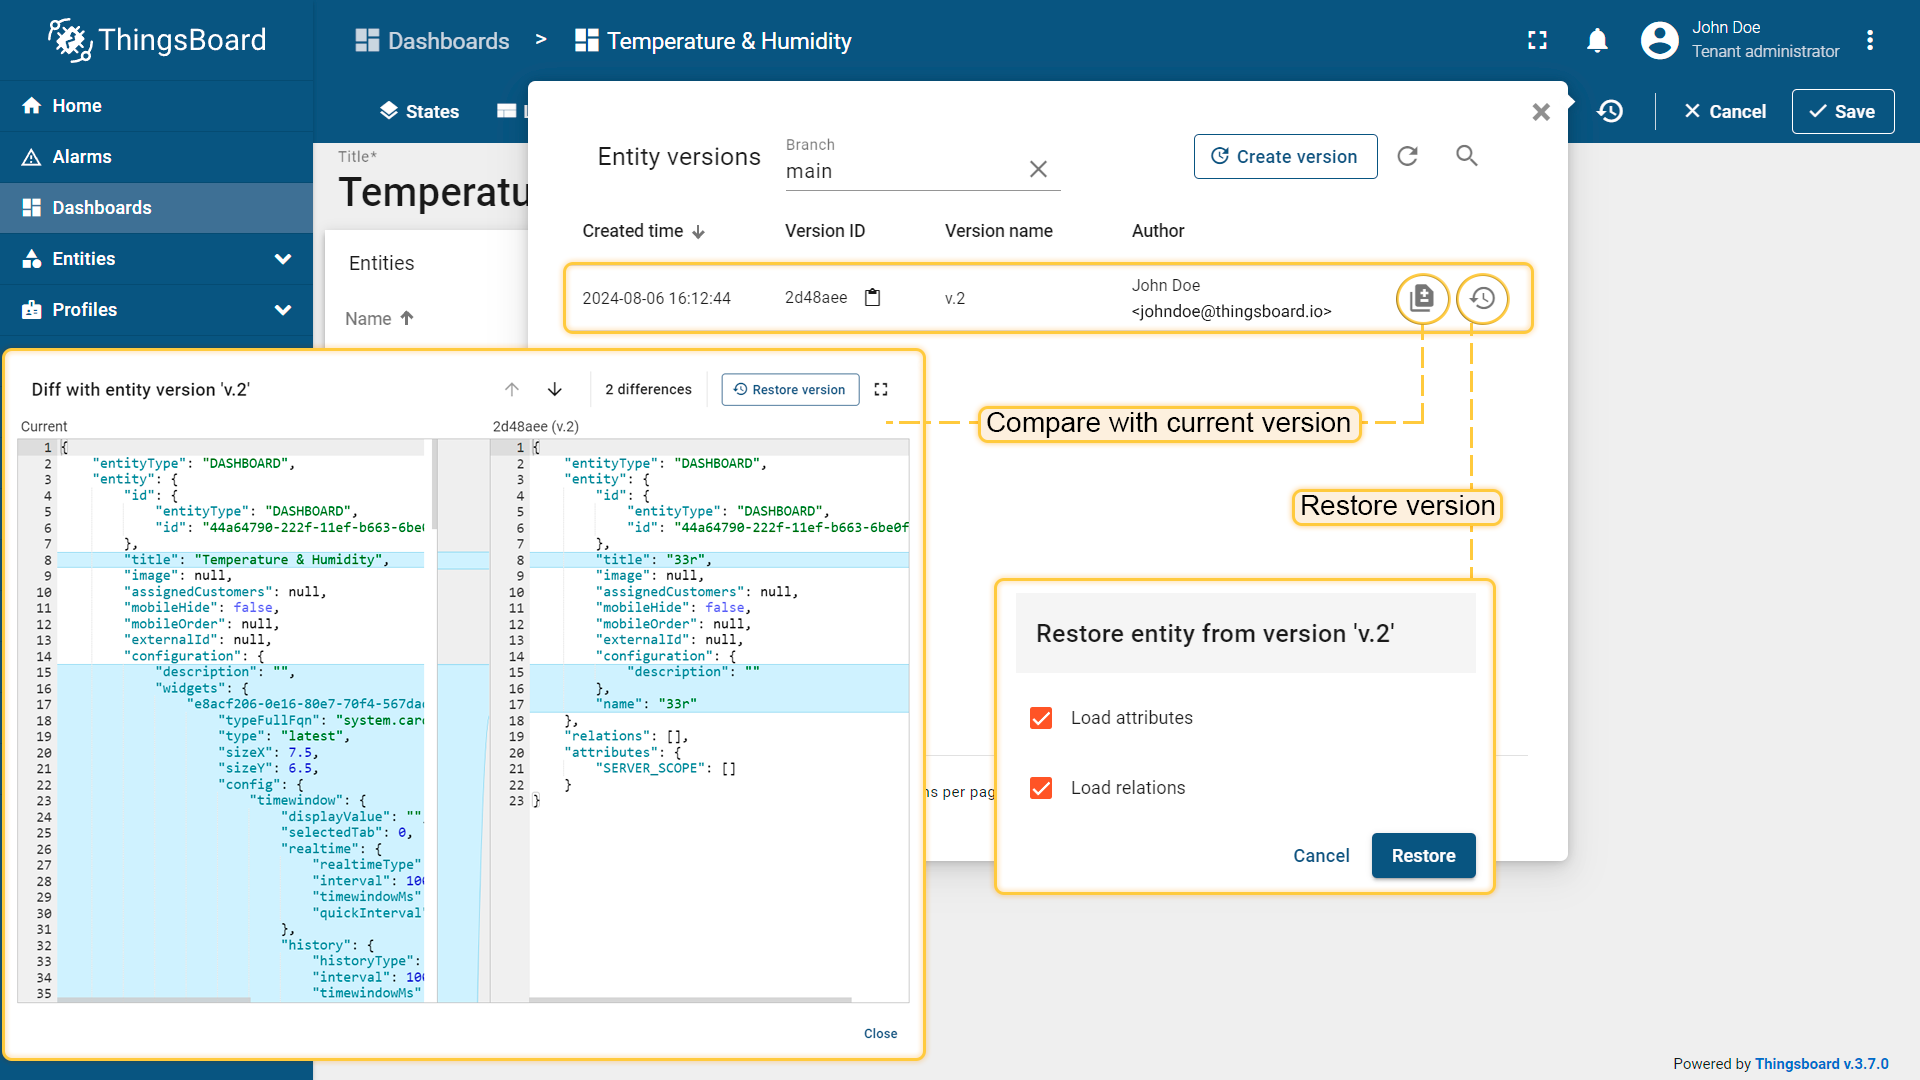 ThingsBoard
Dashboards > Temperature & Humidity
John Doe
Tenant administrator
Home
Alarms
Dashboards
Entities
Profiles
States
Cancel
Save
Title*
Temperatu
Entities
Name
Entity versions
Branch
main
Create version
Created time
Version ID
Version name
Author
2024-08-06 16:12:44
2d48aee
v.2
John Doe
<johndoe@thingsboard.io>
Compare with current version
Restore version
Diff with entity version 'v.2'
2 differences
Restore version
Current
1 {
2 "entityType": "DASHBOARD",
3 "entity": {
4 "id": {
5 "entityType": "DASHBOARD",
6 "id": "44a64790-222f-11ef-b663-6be
7 },
8 "title": "Temperature & Humidity",
9 "image": null,
10 "assignedCustomers": null,
11 "mobileHide": false,
12 "mobileOrder": null,
13 "externalId": null,
14 "configuration": {
15 "description": "",
16 "widgets": {
17 "e8acf206-0e16-80e7-70f4-567da
18 "typeFullFqn": "system.car
19 "type": "latest",
20 "sizeX": 7.5,
21 "sizeY": 6.5,
22 "config": {
23 "timewindow": {
24 "displayValue": "",
25 "selectedTab": 0,
26 "realtime": {
27 "realtimeType"
28 "interval": 10
29 "timewindowMs"
30 "quickInterval"
31 },
32 "history": {
33 "historyType":
34 "interval": 10
35 "timewindowMs"
2d48aee (v.2)
1 {
2 "entityType": "DASHBOARD",
3 "entity": {
4 "id": {
5 "entityType": "DASHBOARD",
6 "id": "44a64790-222f-11ef-b663-6be0f
7 },
8 "title": "33r",
9 "image": null,
10 "assignedCustomers": null,
11 "mobileHide": false,
12 "mobileOrder": null,
13 "externalId": null,
14 "configuration": {
15 "description": ""
16 },
17 "name": "33r"
18 },
19 "relations": [],
20 "attributes": {
21 "SERVER_SCOPE": []
22 }
23 }
Close
ns per pag
Restore entity from version 'v.2'
Load attributes
Load relations
Cancel
Restore
Powered by Thingsboard v.3.7.0